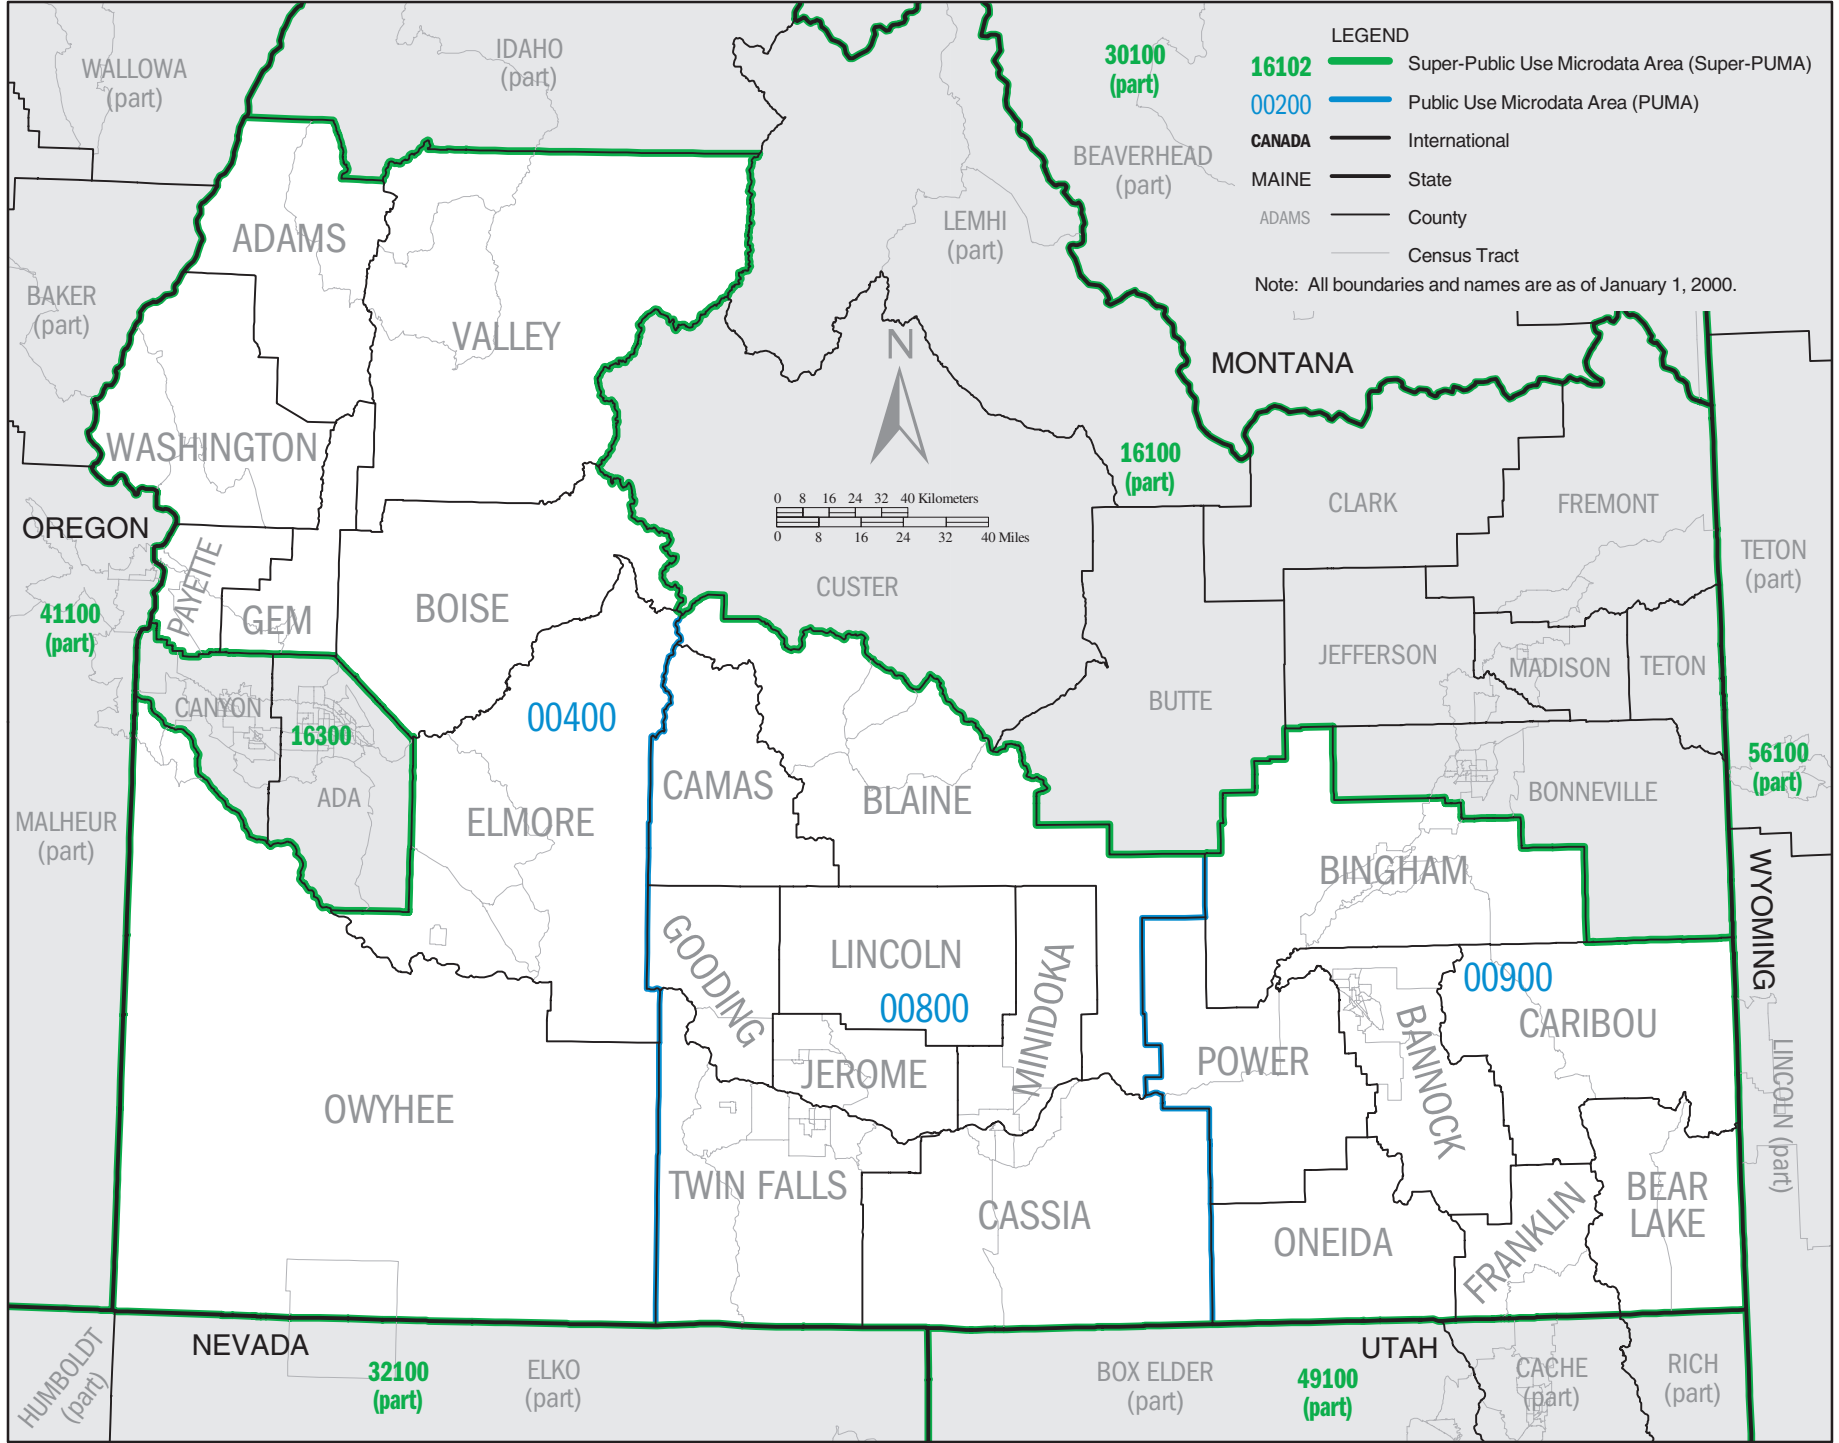 LEGEND
16102 Super-Public Use Microdata Area (Super-PUMA)
00200 Public Use Microdata Area (PUMA)
CANADA International
MAINE State
ADAMS County
Census Tract
Note: All boundaries and names are as of January 1, 2000.
WALLOWA
(part)
IDAHO
(part)
30100
(part)
BEAVERHEAD
(part)
LEMHI
(part)
ADAMS
BAKER
(part)
VALLEY
N
MONTANA
WASHINGTON
16100
(part)
0 8 16 24 32 40 Kilometers
0 8 16 24 32 40 Miles
CLARK
FREMONT
OREGON
TETON
(part)
PAYETTE
GEM
BOISE
CUSTER
41100
(part)
JEFFERSON
MADISON
TETON
CANYON
16300
00400
BUTTE
56100
(part)
ADA
CAMAS
BLAINE
BONNEVILLE
MALHEUR
(part)
ELMORE
BINGHAM
WYOMING
GOODING
LINCOLN
00800
MINIDOKA
00900
CARIBOU
JEROME
POWER
BANNOCK
LINCOLN (part)
OWYHEE
TWIN FALLS
CASSIA
ONEIDA
FRANKLIN
BEAR
LAKE
HUMBOLDT
(part)
NEVADA
32100
(part)
ELKO
(part)
BOX ELDER
(part)
49100
(part)
UTAH
CACHE
(part)
RICH
(part)